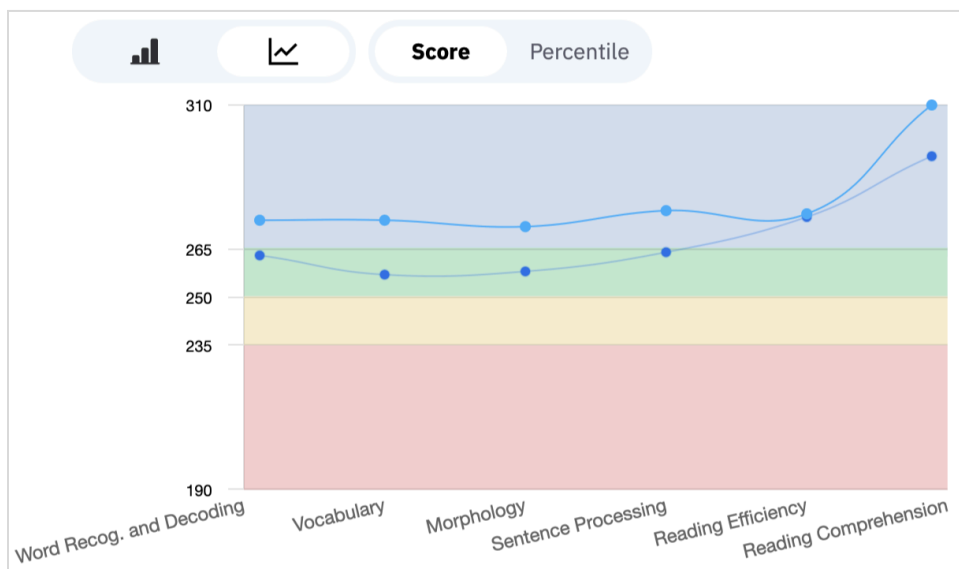 Score
Percentile
310
265
250
235
190
Word Recog. and Decoding
Vocabulary
Morphology
Sentence Processing
Reading Efficiency
Reading Comprehension